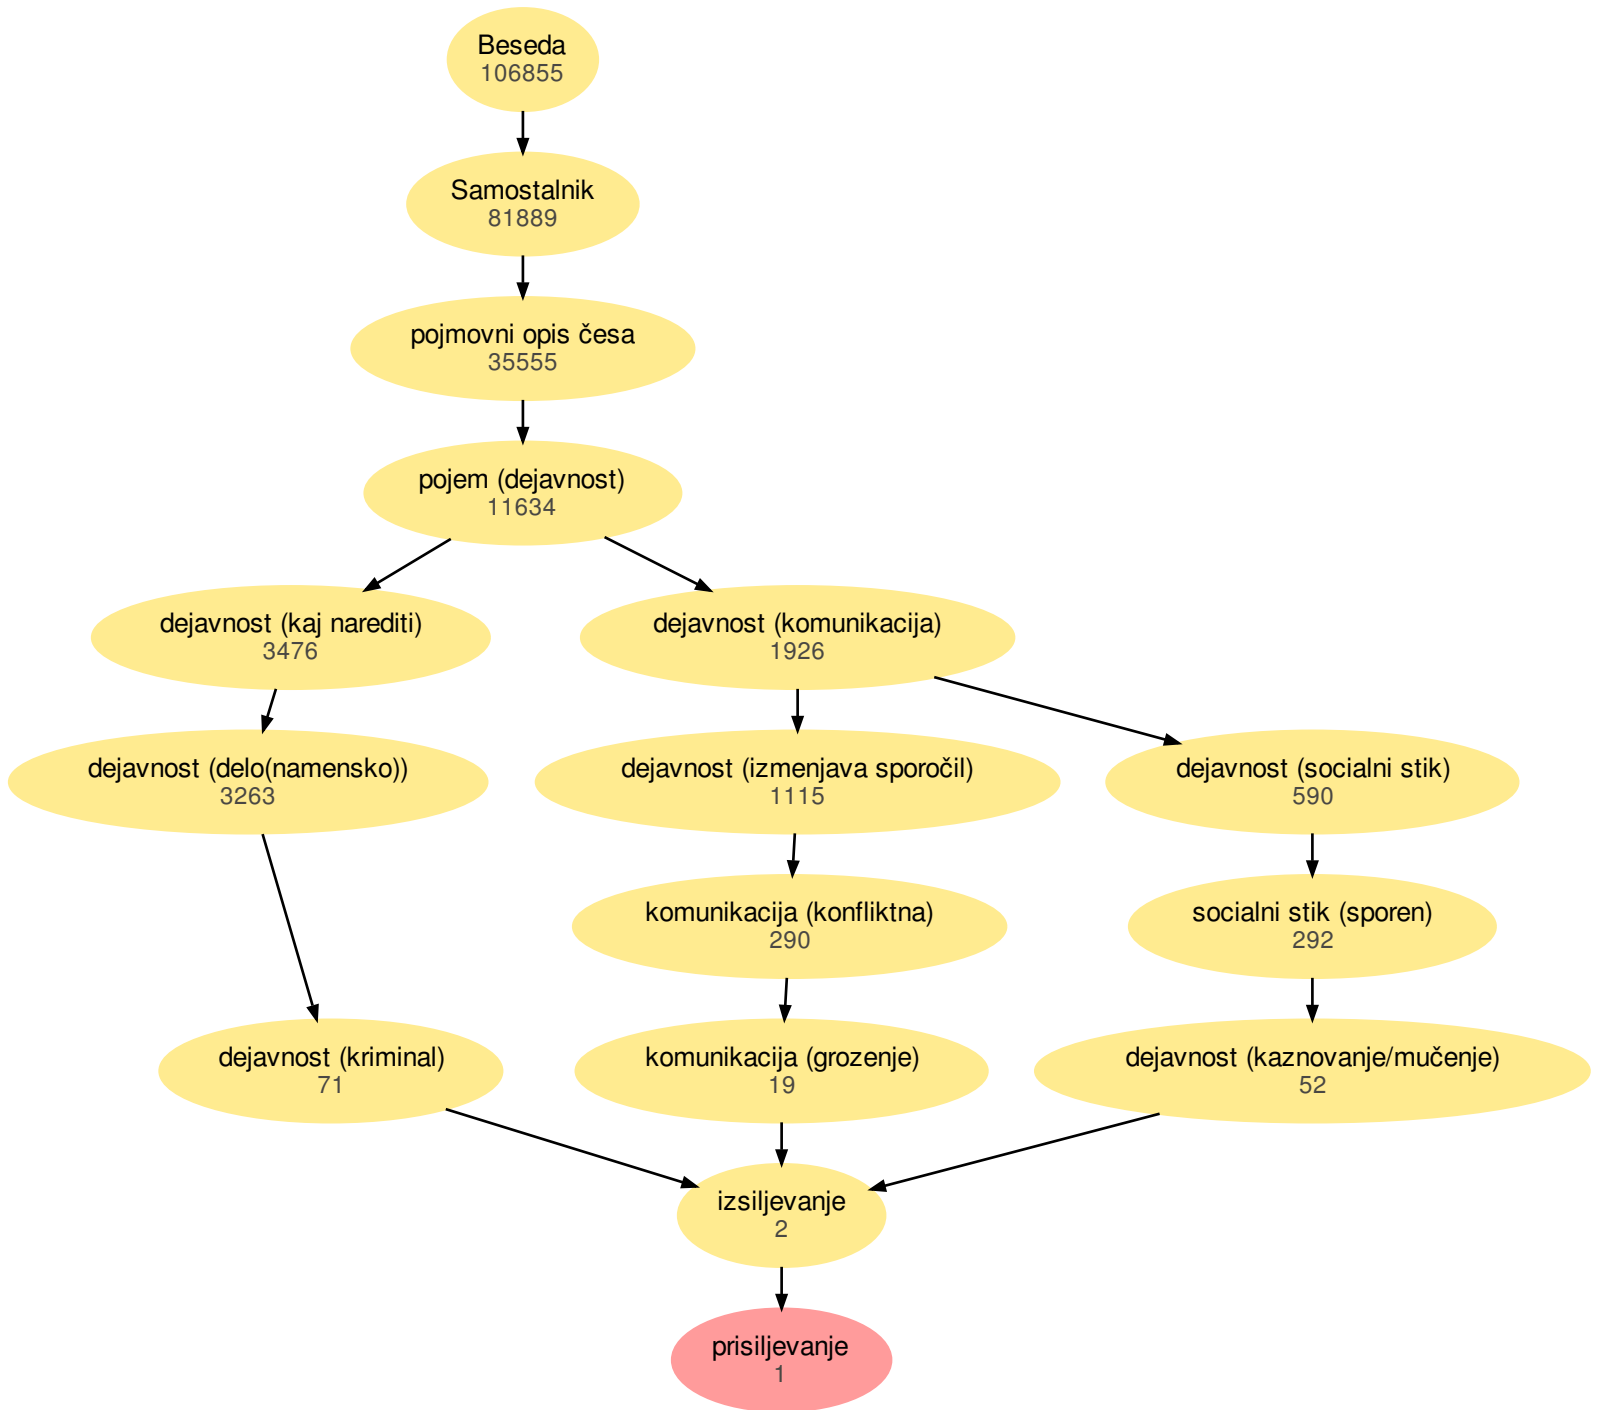 Beseda
106855
Samostalnik
81889
pojmovni opis česa
35555
pojem (dejavnost)
11634
dejavnost (kaj narediti)
3476
dejavnost (komunikacija)
1926
dejavnost (delo(namensko))
3263
dejavnost (izmenjava sporočil)
1115
dejavnost (socialni stik)
590
komunikacija (konfliktna)
290
socialni stik (sporen)
292
dejavnost (kriminal)
71
komunikacija (grozenje)
19
dejavnost (kaznovanje/mučenje)
52
izsiljevanje
2
prisiljevanje
1